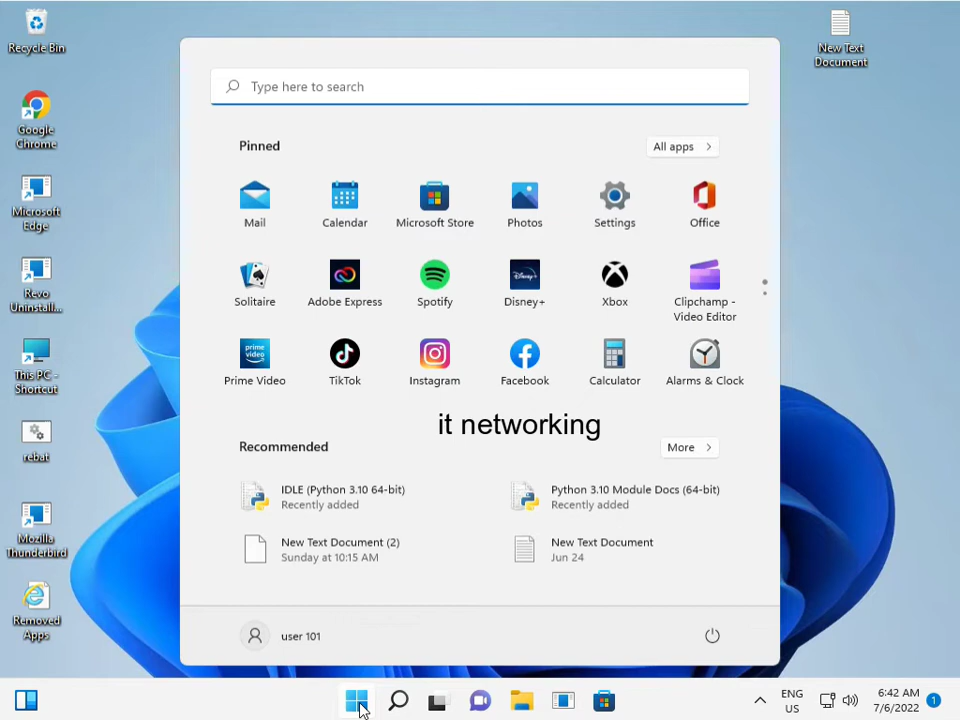 Recycle Bin
Google
Chrome
Microsoft
Edge
Revo
Uninstall...
This PC -
Shortcut
rebat
Mozilla
Thunderbird
Removed
Apps
New Text
Document
Type here to search
Pinned
All apps
Mail
Calendar
Microsoft Store
Photos
Settings
Office
Solitaire
Adobe Express
Spotify
Disney+
Xbox
Clipchamp -
Video Editor
prime
video
Prime Video
TikTok
Instagram
Facebook
Calculator
Alarms & Clock
it networking
Recommended
More
IDLE (Python 3.10 64-bit)
Recently added
Python 3.10 Module Docs (64-bit)
Recently added
New Text Document (2)
Sunday at 10:15 AM
New Text Document
Jun 24
user 101
ENG
US
6:42 AM
7/6/2022
1